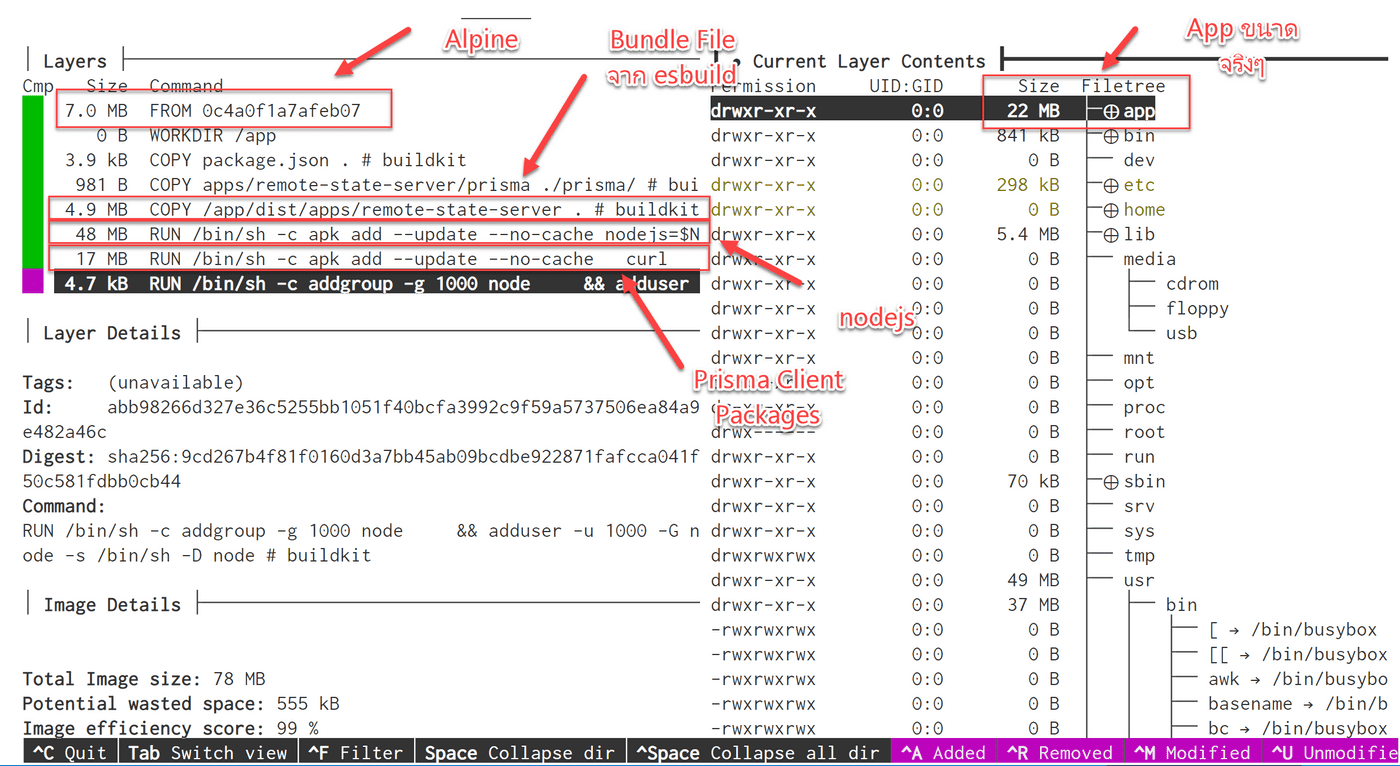 Layers
Cmp Size Command
7.0 MB FROM 0c4a0f1a7afeb07
0 B WORKDIR /app
3.9 kB COPY package.json . # buildkit
981 B COPY apps/remote-state-server/prisma ./prisma/ # bui
4.9 MB COPY /app/dist/apps/remote-state-server . # buildkit
48 MB RUN /bin/sh -c apk add --update --no-cache nodejs=$N
17 MB RUN /bin/sh -c apk add --update --no-cache curl
4.7 kB RUN /bin/sh -c addgroup -g 1000 node && adduser
Alpine
Bundle File
จาก esbuild
nodejs
Prisma Client
Packages
App ขนาด
จริงๆ
Layer Details
Tags: (unavailable)
Id: abb98266d327e36c5255bb1051f40bcfa3992c9f59a5737506ea84a9
e482a46c
Digest: sha256:9cd267b4f81f0160d3a7bb45ab09bcdbe922871fafcca041f
50c581fdbb0cb44
Command:
RUN /bin/sh -c addgroup -g 1000 node && adduser -u 1000 -G n
ode -s /bin/sh -D node # buildkit
Image Details
Total Image size: 78 MB
Potential wasted space: 555 kB
Image efficiency score: 99 %
Current Layer Contents
Permission UID:GID Size Filetree
drwxr-xr-x 0:0 22 MB app
drwxr-xr-x 0:0 841 kB bin
drwxr-xr-x 0:0 0 B dev
drwxr-xr-x 0:0 298 kB etc
drwxr-xr-x 0:0 0 B home
drwxr-xr-x 0:0 5.4 MB lib
drwxr-xr-x 0:0 0 B media
drwxr-xr-x 0:0 0 B cdrom
drwxr-xr-x 0:0 0 B floppy
drwxr-xr-x 0:0 0 B usb
drwxr-xr-x 0:0 0 B mnt
0:0 0 B opt
drwxr-xr-x 0:0 0 B proc
drwx------ 0:0 0 B root
drwxr-xr-x 0:0 0 B run
drwxr-xr-x 0:0 70 kB sbin
drwxr-xr-x 0:0 0 B srv
drwxr-xr-x 0:0 0 B sys
drwxrwxrwx 0:0 0 B tmp
drwxr-xr-x 0:0 49 MB usr
drwxr-xr-x 0:0 37 MB bin
-rwxrwxrwx 0:0 0 B [ → /bin/busybox
-rwxrwxrwx 0:0 0 B [[ → /bin/busybox
-rwxrwxrwx 0:0 0 B awk → /bin/busybo
-rwxrwxrwx 0:0 0 B basename → /bin/b
-rwxrwxrwx 0:0 0 B bc → /bin/busybox
^C Quit Tab Switch view ^F Filter Space Collapse dir ^Space Collapse all dir ^A Added ^R Removed ^M Modified ^U Unmodifie